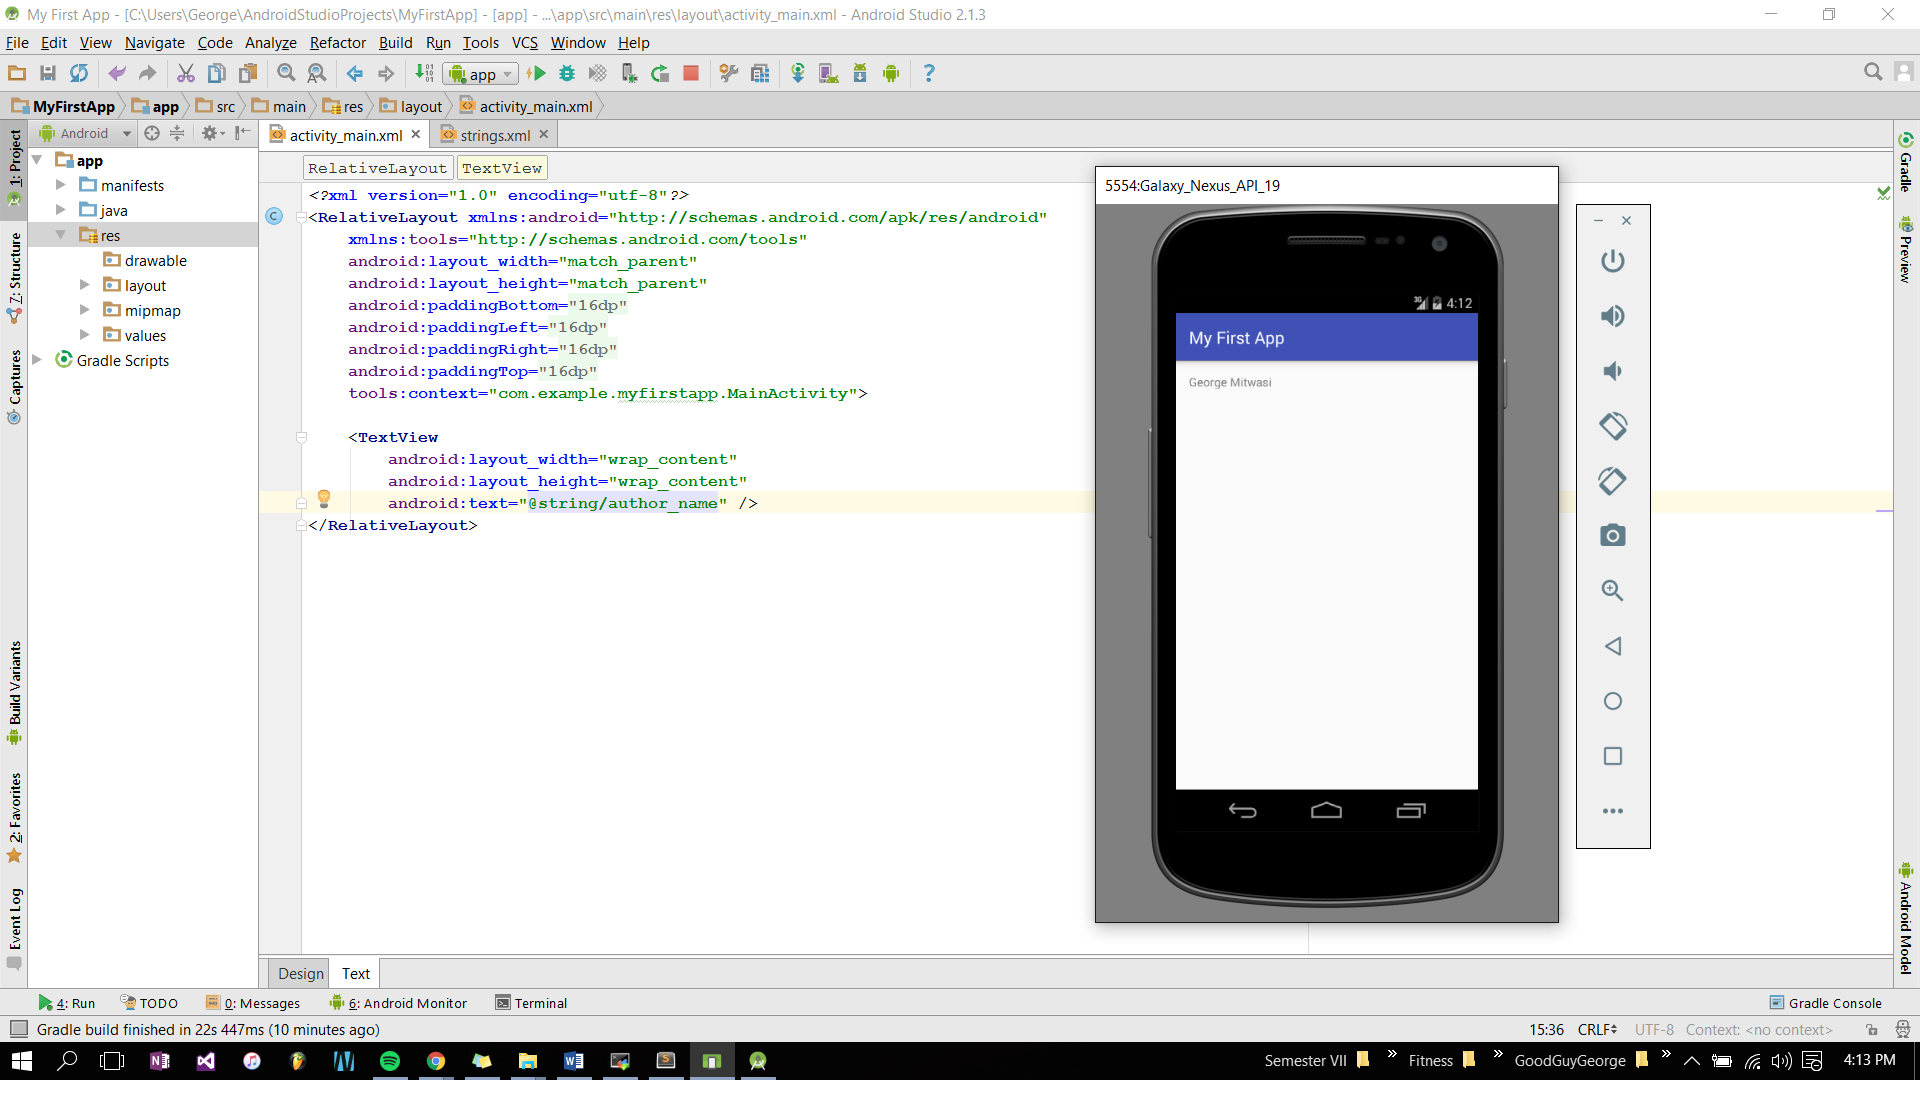 My First App - [C:\Users\George\AndroidStudioProjects\MyFirstApp] - [app] - ...\app\src\main\res\layout\activity_main.xml - Android Studio 2.1.3
File Edit View Navigate Code Analyze Refactor Build Run Tools VCS Window Help
app
MyFirstApp app src main res layout activity_main.xml
Android
activity_main.xml strings.xml
RelativeLayout TextView
1: Project
7: Structure
Captures
Build Variants
2: Favorites
Event Log
app
manifests
java
res
drawable
layout
mipmap
values
Gradle Scripts
<?xml version="1.0" encoding="utf-8"?>
<RelativeLayout xmlns:android="http://schemas.android.com/apk/res/android"
xmlns:tools="http://schemas.android.com/tools"
android:layout_width="match_parent"
android:layout_height="match_parent"
android:paddingBottom="16dp"
android:paddingLeft="16dp"
android:paddingRight="16dp"
android:paddingTop="16dp"
tools:context="com.example.myfirstapp.MainActivity">
<TextView
android:layout_width="wrap_content"
android:layout_height="wrap_content"
android:text="@string/author_name" />
</RelativeLayout>
5554:Galaxy_Nexus_API_19
3G 4:12
My First App
George Mitwasi
Gradle
Preview
Android Model
Design Text
4: Run TODO 0: Messages 6: Android Monitor Terminal Gradle Console
Gradle build finished in 22s 447ms (10 minutes ago) 15:36 CRLF UTF-8 Context: <no context>
Semester VII » Fitness » GoodGuyGeorge » 4:13 PM